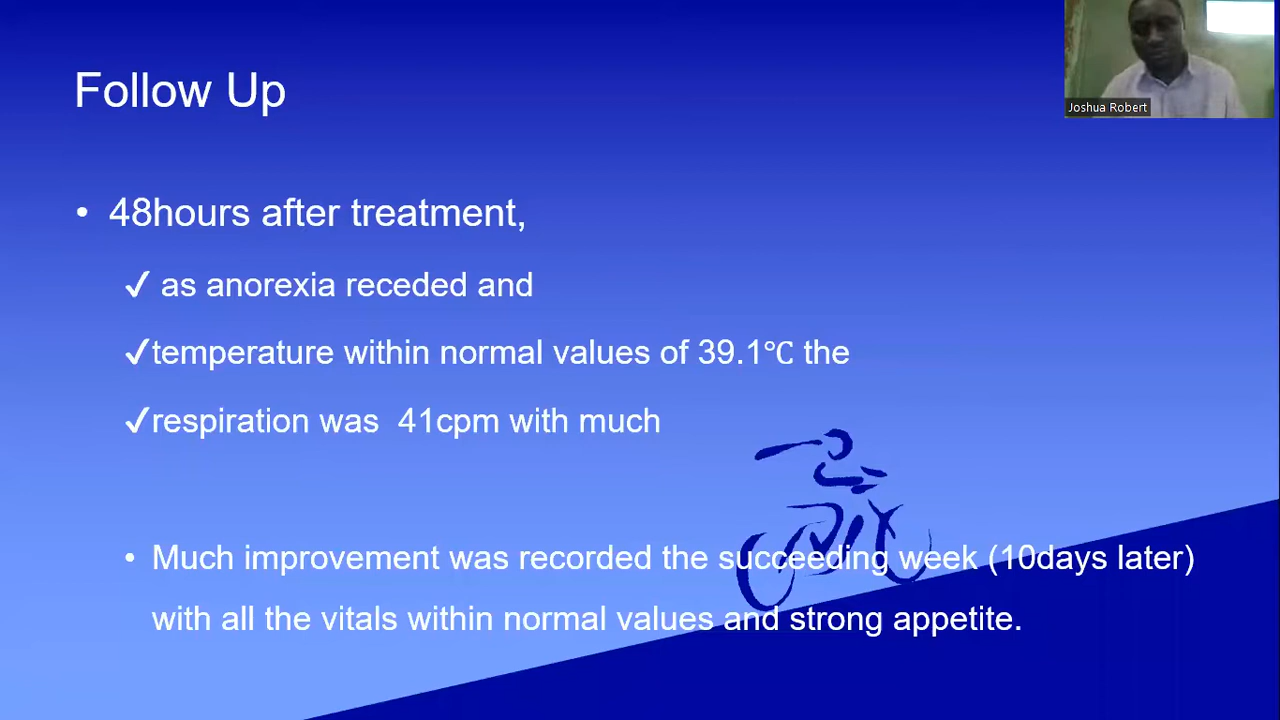 Follow Up
Joshua Robert
• 48hours after treatment,
✓ as anorexia receded and
✓temperature within normal values of 39.1℃ the
✓respiration was 41cpm with much
• Much improvement was recorded the succeeding week (10days later)
with all the vitals within normal values and strong appetite.